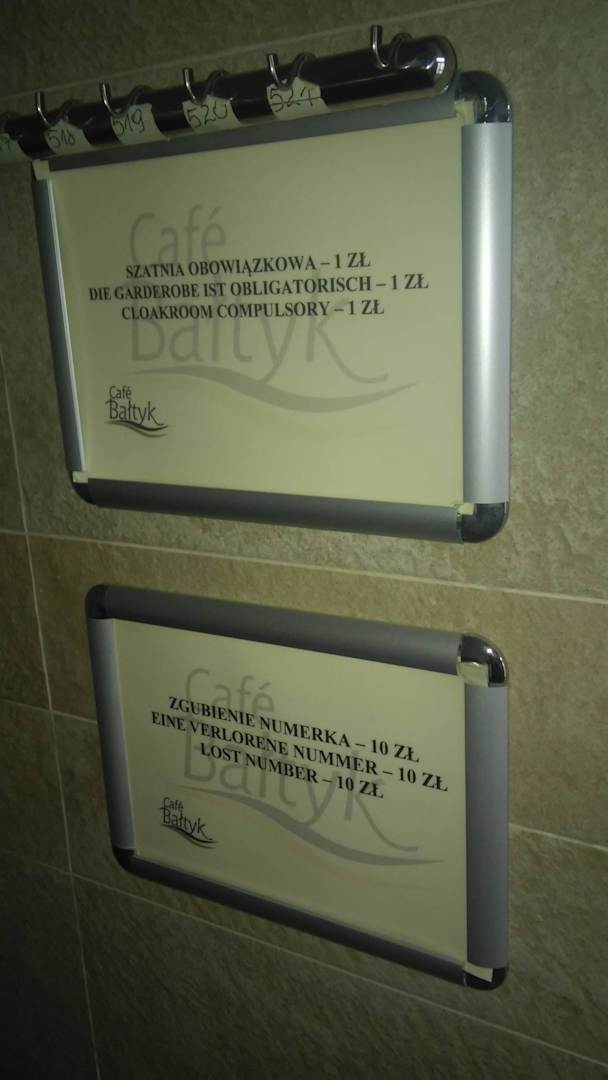 518 519 520 521
Café
Bałtyk
SZATNIA OBOWIĄZKOWA – 1 ZŁ
DIE GARDEROBE IST OBLIGATORISCH – 1 ZŁ
CLOAKROOM COMPULSORY – 1 ZŁ
Café
Bałtyk
Café
Bałtyk
ZGUBIENIE NUMERKA – 10 ZŁ
EINE VERLORENE NUMMER – 10 ZŁ
LOST NUMBER – 10 ZŁ
Café
Bałtyk